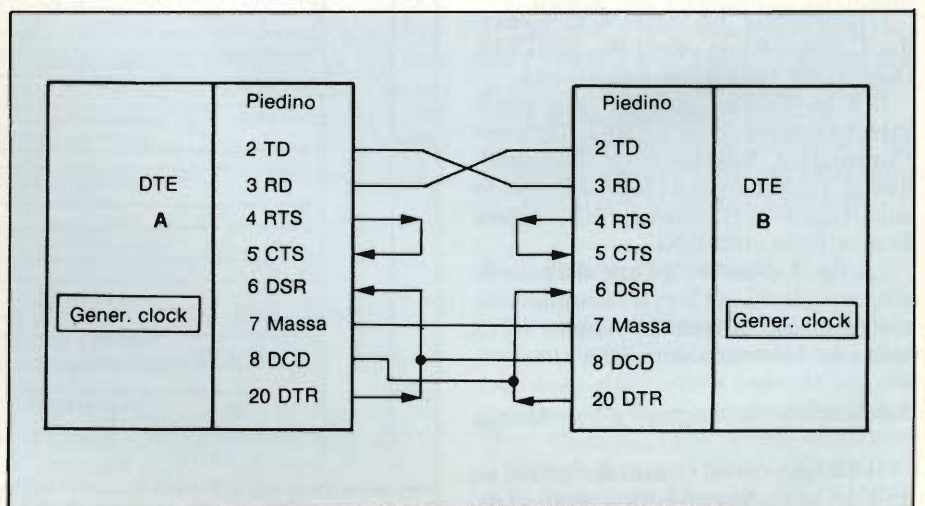 Piedino
2 TD
3 RD
4 RTS
5 CTS
6 DSR
7 Massa
8 DCD
20 DTR
DTE
A
Gener. clock
Piedino
2 TD
3 RD
4 RTS
5 CTS
6 DSR
7 Massa
8 DCD
20 DTR
DTE
B
Gener. clock